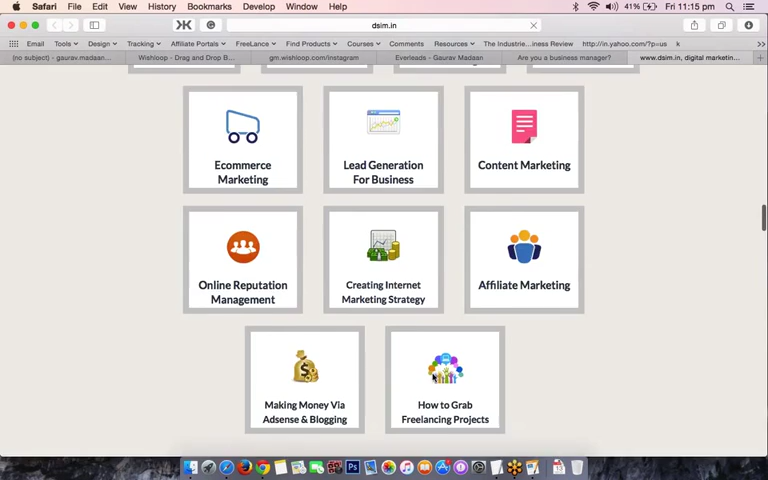 Safari File Edit View History Bookmarks Develop Window Help 41% Fri 11:15 pm
dsim.in
Email Tools Design Tracking Affiliate Portals FreeLance Find Products Courses Comments Resources The Industrie...iness Review http://in.yahoo.com/?p=us k
(no subject) - gaurav.madaan... Wishloop - Drag and Drop B... gm.wishloop.com/instagram Everleads - Gaurav Madaan Are you a business manager? www.dsim.in, digital marketin...
Ecommerce
Marketing
Lead Generation
For Business
Content Marketing
Online Reputation
Management
Creating Internet
Marketing Strategy
Affiliate Marketing
Making Money Via
Adsense & Blogging
How to Grab
Freelancing Projects